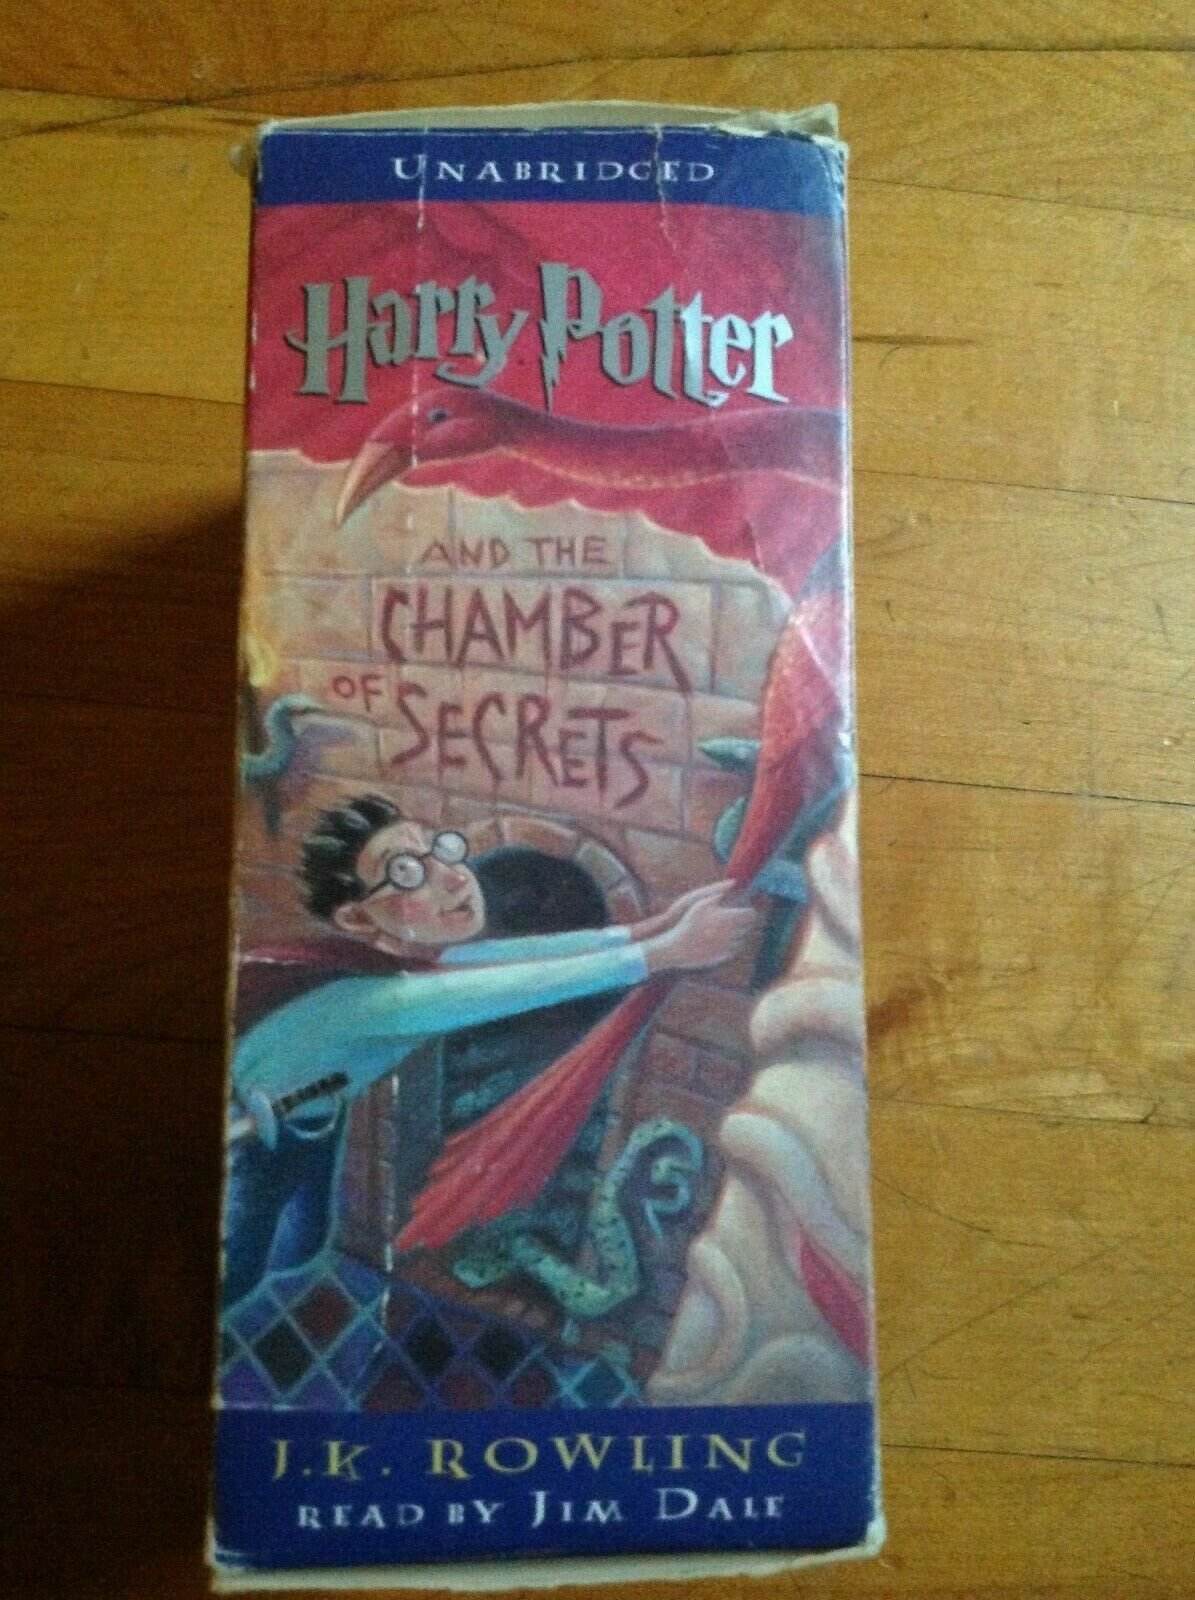 UNABRIDGED
Harry Potter
AND THE
CHAMBER
OF SECRETS
J.K. ROWLING
READ BY JIM DALE